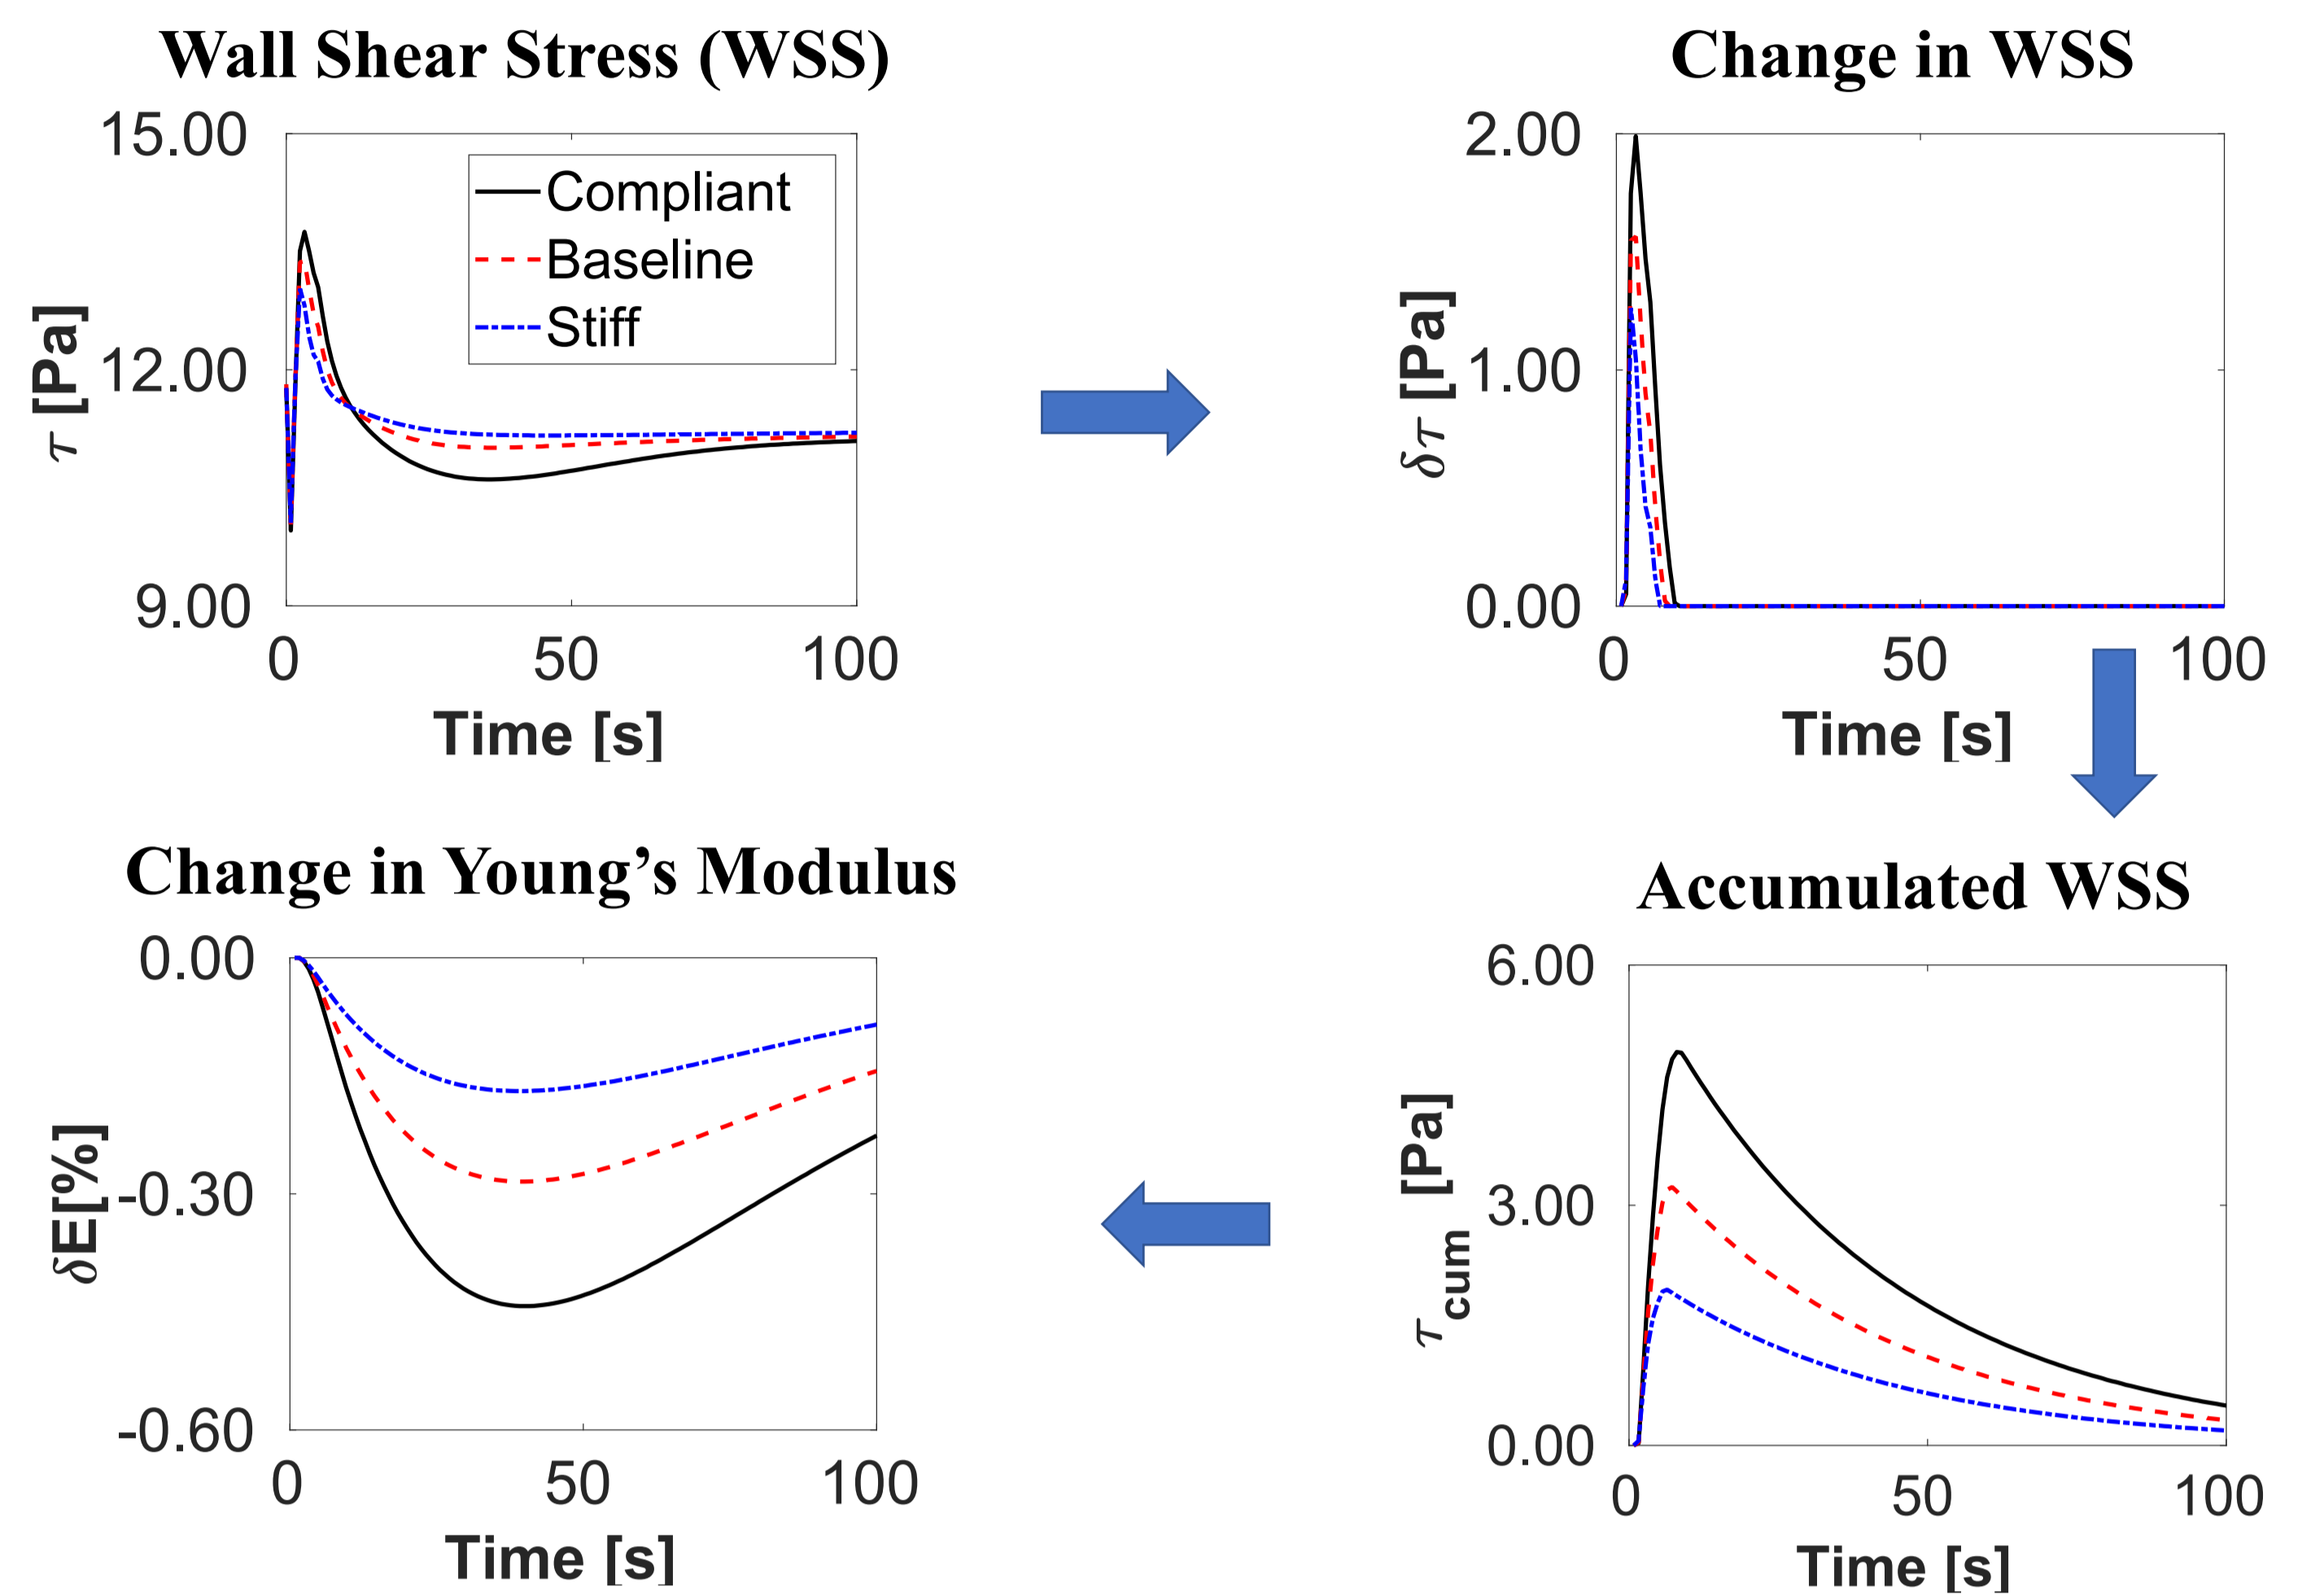 Wall Shear Stress (WSS)
15.00
12.00
9.00
τ [Pa]
Compliant
Baseline
Stiff
0 50 100
Time [s]
Change in WSS
2.00
1.00
0.00
δτ [Pa]
0 50 100
Time [s]
Change in Young's Modulus
0.00
-0.30
-0.60
δE[%]
0 50 100
Time [s]
Accumulated WSS
6.00
3.00
0.00
τcum [Pa]
0 50 100
Time [s]